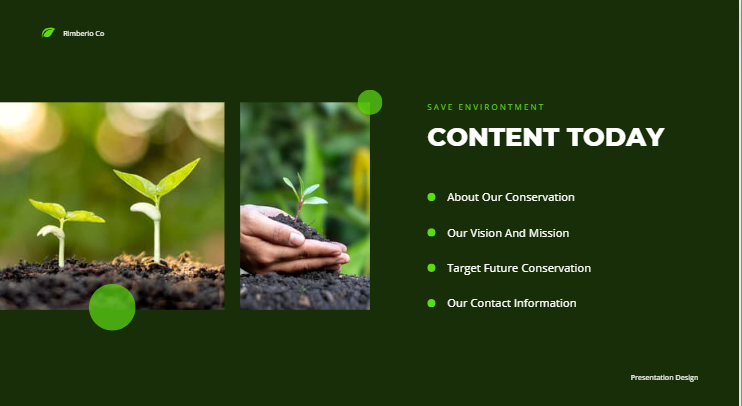 Rimberio Co
SAVE ENVIRONTMENT
CONTENT TODAY
About Our Conservation
Our Vision And Mission
Target Future Conservation
Our Contact Information
Presentation Design